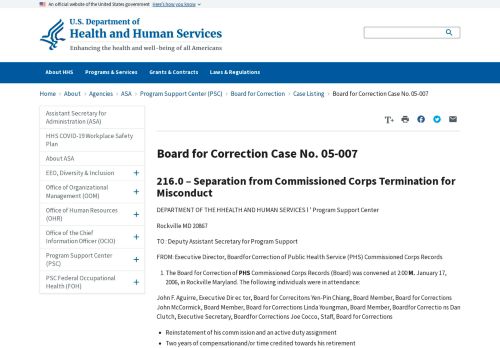 An official website of the United States government Here's how you know
U.S. Department of
Health and Human Services
Enhancing the health and well-being of all Americans
About HHS Programs & Services Grants & Contracts Laws & Regulations
Home > About > Agencies > ASA > Program Support Center (PSC) > Board for Correction > Case Listing > Board for Correction Case No. 05-007
Assistant Secretary for
Administration (ASA)
HHS COVID-19 Workplace Safety
Plan
About ASA
EEO, Diversity & Inclusion +
Office of Organizational
Management (OOM) +
Office of Human Resources
(OHR) +
Office of the Chief
Information Officer (OCIO) +
Program Support Center
(PSC) +
PSC Federal Occupational
Health (FOH) +
T+
Board for Correction Case No. 05-007
216.0 – Separation from Commissioned Corps Termination for
Misconduct
DEPARTMENT OF THE HHEALTH AND HUMAN SERVICES l ' Program Support Center
Rockville MD 20867
TO: Deputy Assistant Secretary for Program Support
FROM: Executive Director, Boardfor Correction of Public Health Service (PHS) Commissioned Corps Records
1. The Board for Correction of PHS Commissioned Corps Records (Board) was convened at 2:00 M. January 17,
2006, in Rockville Maryland. The following individuals were in attendance:
John F. Aguirre, Executive Direc tor, Board for Correcitons Yen-Pin Chiang, Board Member, Board for Corrections
John McCormick, Board Member, Board for Corrections Linda Youngman, Board Member, Boardfor Correctio ns Dan
Clutch, Executive Secretary, BoardforCorrections Joe Cocco, Staff, Board for Corrections
• Reinstatement of his commission and an active duty assignment
• Two years of compensationand/or time credited towards his retirement